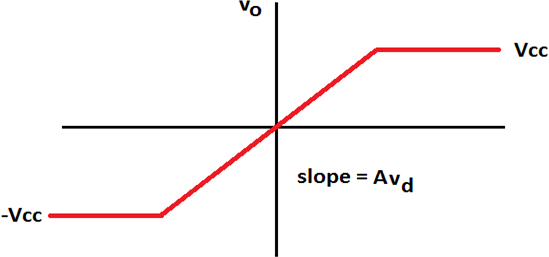 vo
Vcc
slope = Avd
-Vcc